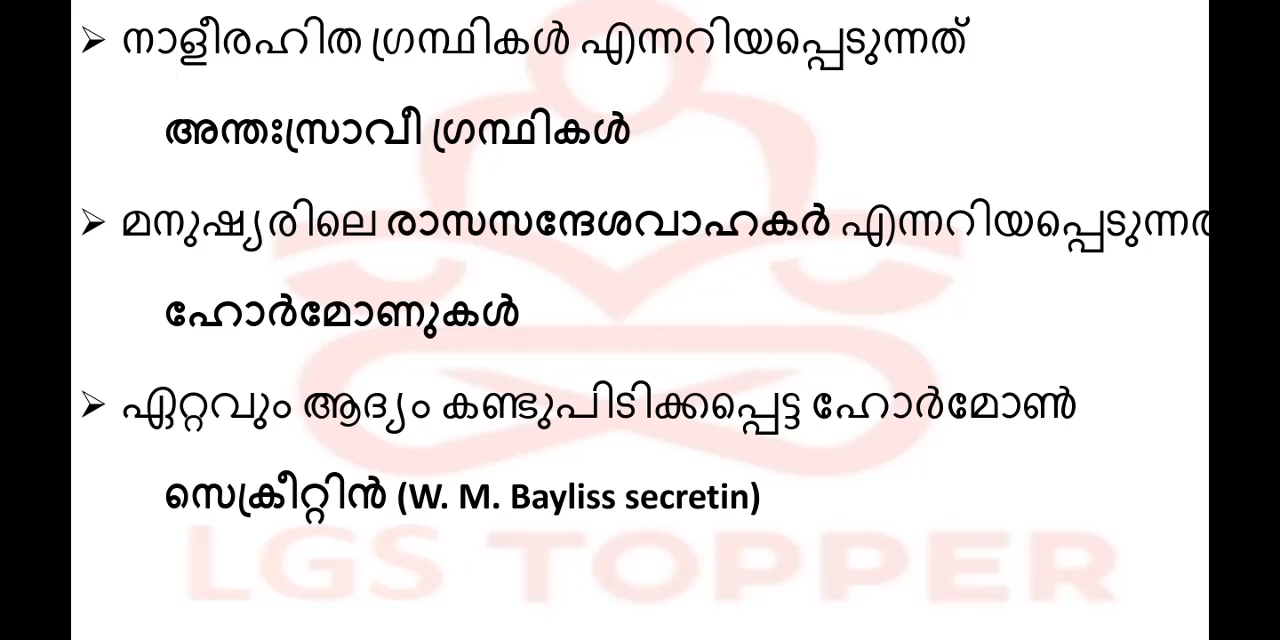 ➢ നാളീരഹിത ഗ്രന്ഥികൾ എന്നറിയപ്പെടുന്നത്
അന്തഃസ്രാവീ ഗ്രന്ഥികൾ
➢ മനുഷ്യരിലെ രാസസന്ദേശവാഹകർ എന്നറിയപ്പെടുന്നത
ഹോർമോണുകൾ
➢ ഏറ്റവും ആദ്യം കണ്ടുപിടിക്കപ്പെട്ട ഹോർമോൺ
സെക്രീറ്റിൻ (W. M. Bayliss secretin)
LGS TOPPER